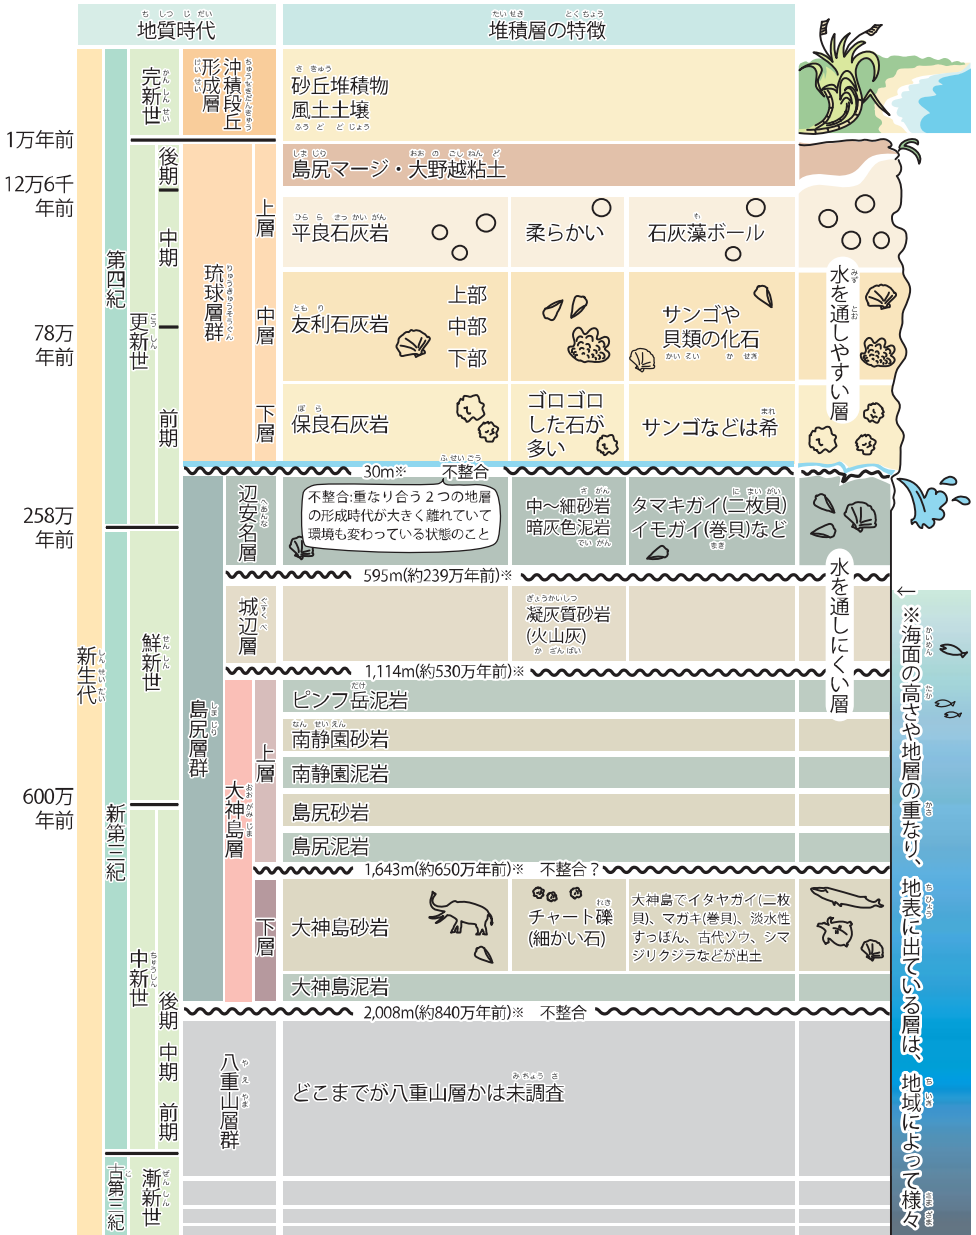 地質時代
堆積層の特徴
完新世
沖積段丘
形成層
砂丘堆積物
風土土壌
1万年前
後期
島尻マージ・大野越粘土
12万6千
年前
第四紀
更新世
中期
琉球層群
上層
平良石灰岩
柔らかい
石灰藻ボール
78万
年前
中層
友利石灰岩
上部
中部
下部
サンゴや
貝類の化石
水を通しやすい層
前期
下層
保良石灰岩
ゴロゴロ
した石が
多い
サンゴなどは希
30m※
不整合
258万
年前
辺安名層
不整合:重なり合う2つの地層
の形成時代が大きく離れていて
環境も変わっている状態のこと
中〜細砂岩
暗灰色泥岩
タマキガイ(二枚貝)
イモガイ(巻貝)など
595m(約239万年前)※
城辺層
凝灰質砂岩
(火山灰)
水を通しにくい層
1,114m(約530万年前)※
新生代
鮮新世
島尻層群
大神島層
上層
ピンフ岳泥岩
南静園砂岩
南静園泥岩
島尻砂岩
島尻泥岩
600万
年前
新第三紀
1,643m(約650万年前)※
不整合？
下層
大神島砂岩
チャート礫
(細かい石)
大神島でイタヤガイ(二枚
貝)、マガキ(巻貝)、淡水性
すっぽん、古代ゾウ、シマ
ジリクジラなどが出土
大神島泥岩
中新世
後期
中期
前期
2,008m(約840万年前)※
不整合
八重山層群
どこまでが八重山層かは未調査
古第三紀
漸新世
←※海面の高さや地層の重なり、地表に出ている層は、地域によって様々